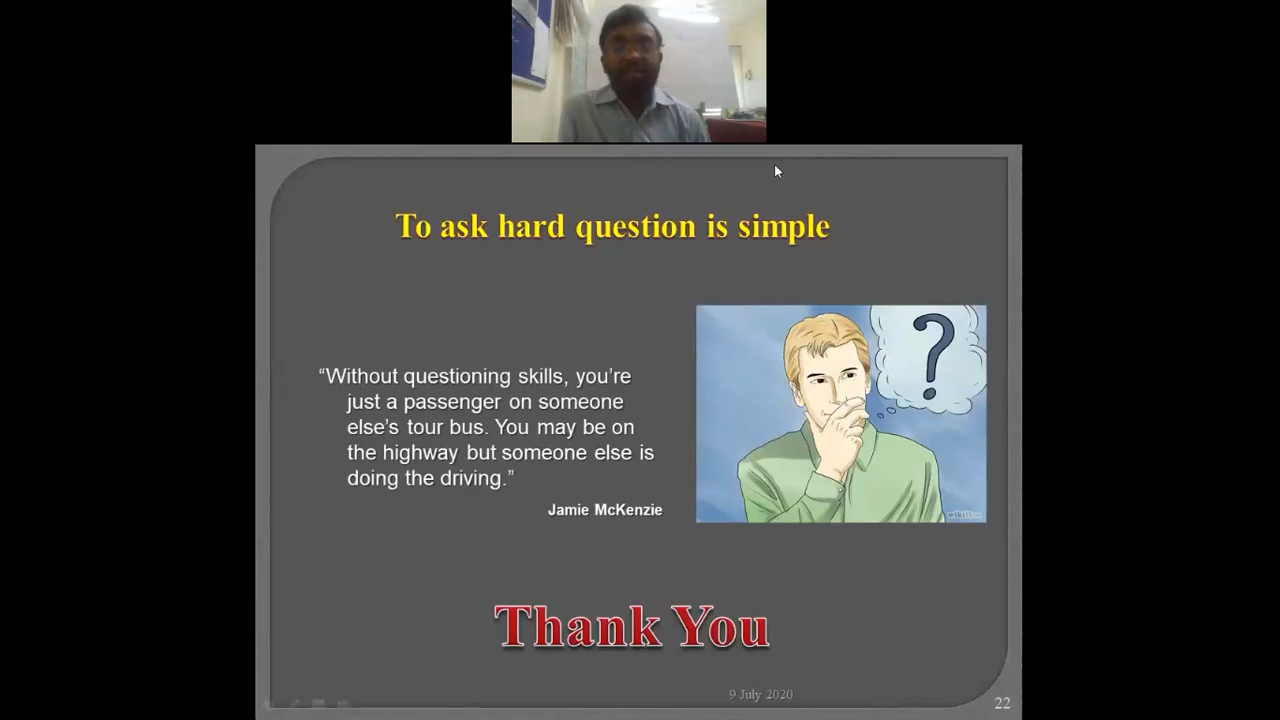 To ask hard question is simple
“Without questioning skills, you’re
just a passenger on someone
else’s tour bus. You may be on
the highway but someone else is
doing the driving.”
Jamie McKenzie
Thank You
9 July 2020
22